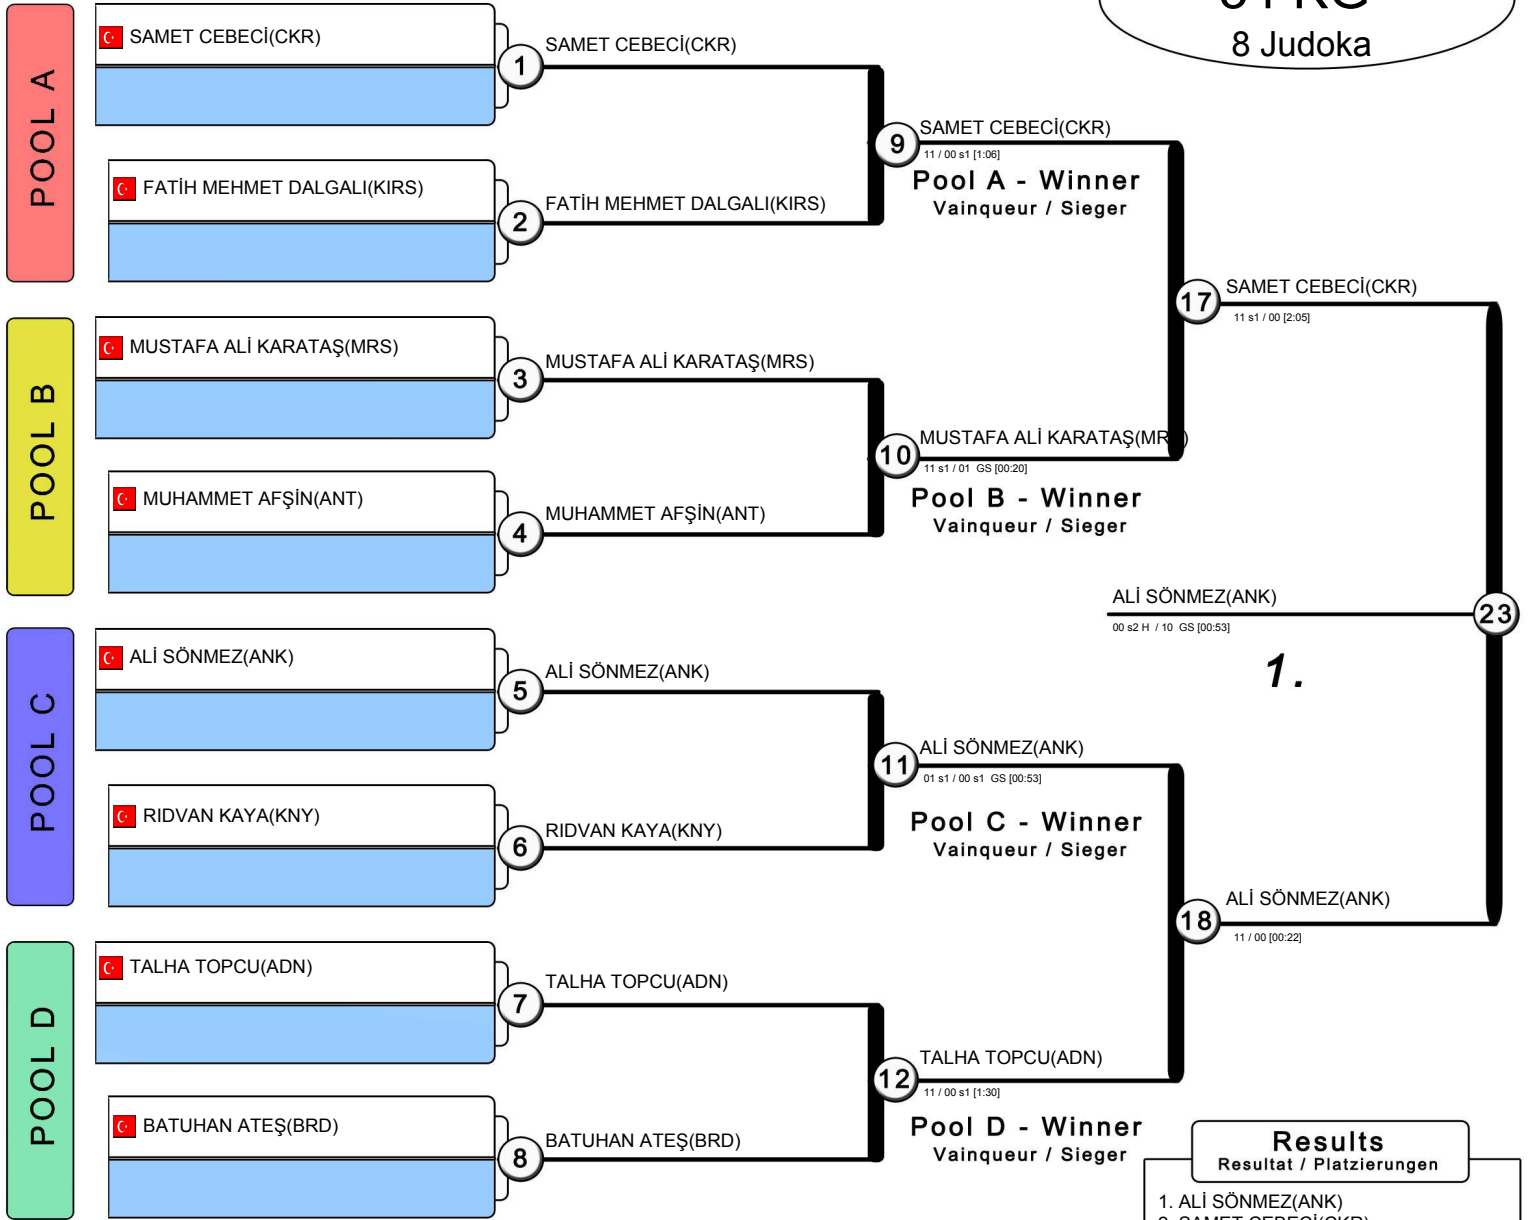 8 Judoka
POOL A
SAMET CEBECİ(CKR)
1
SAMET CEBECİ(CKR)
FATİH MEHMET DALGALI(KIRS)
2
FATİH MEHMET DALGALI(KIRS)
9
SAMET CEBECİ(CKR)
11 / 00 s1 [1:06]
Pool A - Winner
Vainqueur / Sieger
POOL B
MUSTAFA ALİ KARATAŞ(MRS)
3
MUSTAFA ALİ KARATAŞ(MRS)
MUHAMMET AFŞİN(ANT)
4
MUHAMMET AFŞİN(ANT)
10
MUSTAFA ALİ KARATAŞ(MRS)
11 s1 / 01 GS [00:20]
Pool B - Winner
Vainqueur / Sieger
17
SAMET CEBECİ(CKR)
11 s1 / 00 [2:05]
POOL C
ALİ SÖNMEZ(ANK)
5
ALİ SÖNMEZ(ANK)
RIDVAN KAYA(KNY)
6
RIDVAN KAYA(KNY)
11
ALİ SÖNMEZ(ANK)
01 s1 / 00 s1 GS [00:53]
Pool C - Winner
Vainqueur / Sieger
POOL D
TALHA TOPCU(ADN)
7
TALHA TOPCU(ADN)
BATUHAN ATEŞ(BRD)
8
BATUHAN ATEŞ(BRD)
12
TALHA TOPCU(ADN)
11 / 00 s1 [1:30]
Pool D - Winner
Vainqueur / Sieger
18
ALİ SÖNMEZ(ANK)
11 / 00 [00:22]
ALİ SÖNMEZ(ANK)
23
00 s2 H / 10 GS [00:53]
1.
Results
Resultat / Platzierungen
1. ALİ SÖNMEZ(ANK)
2. SAMET CEBECİ(CKR)